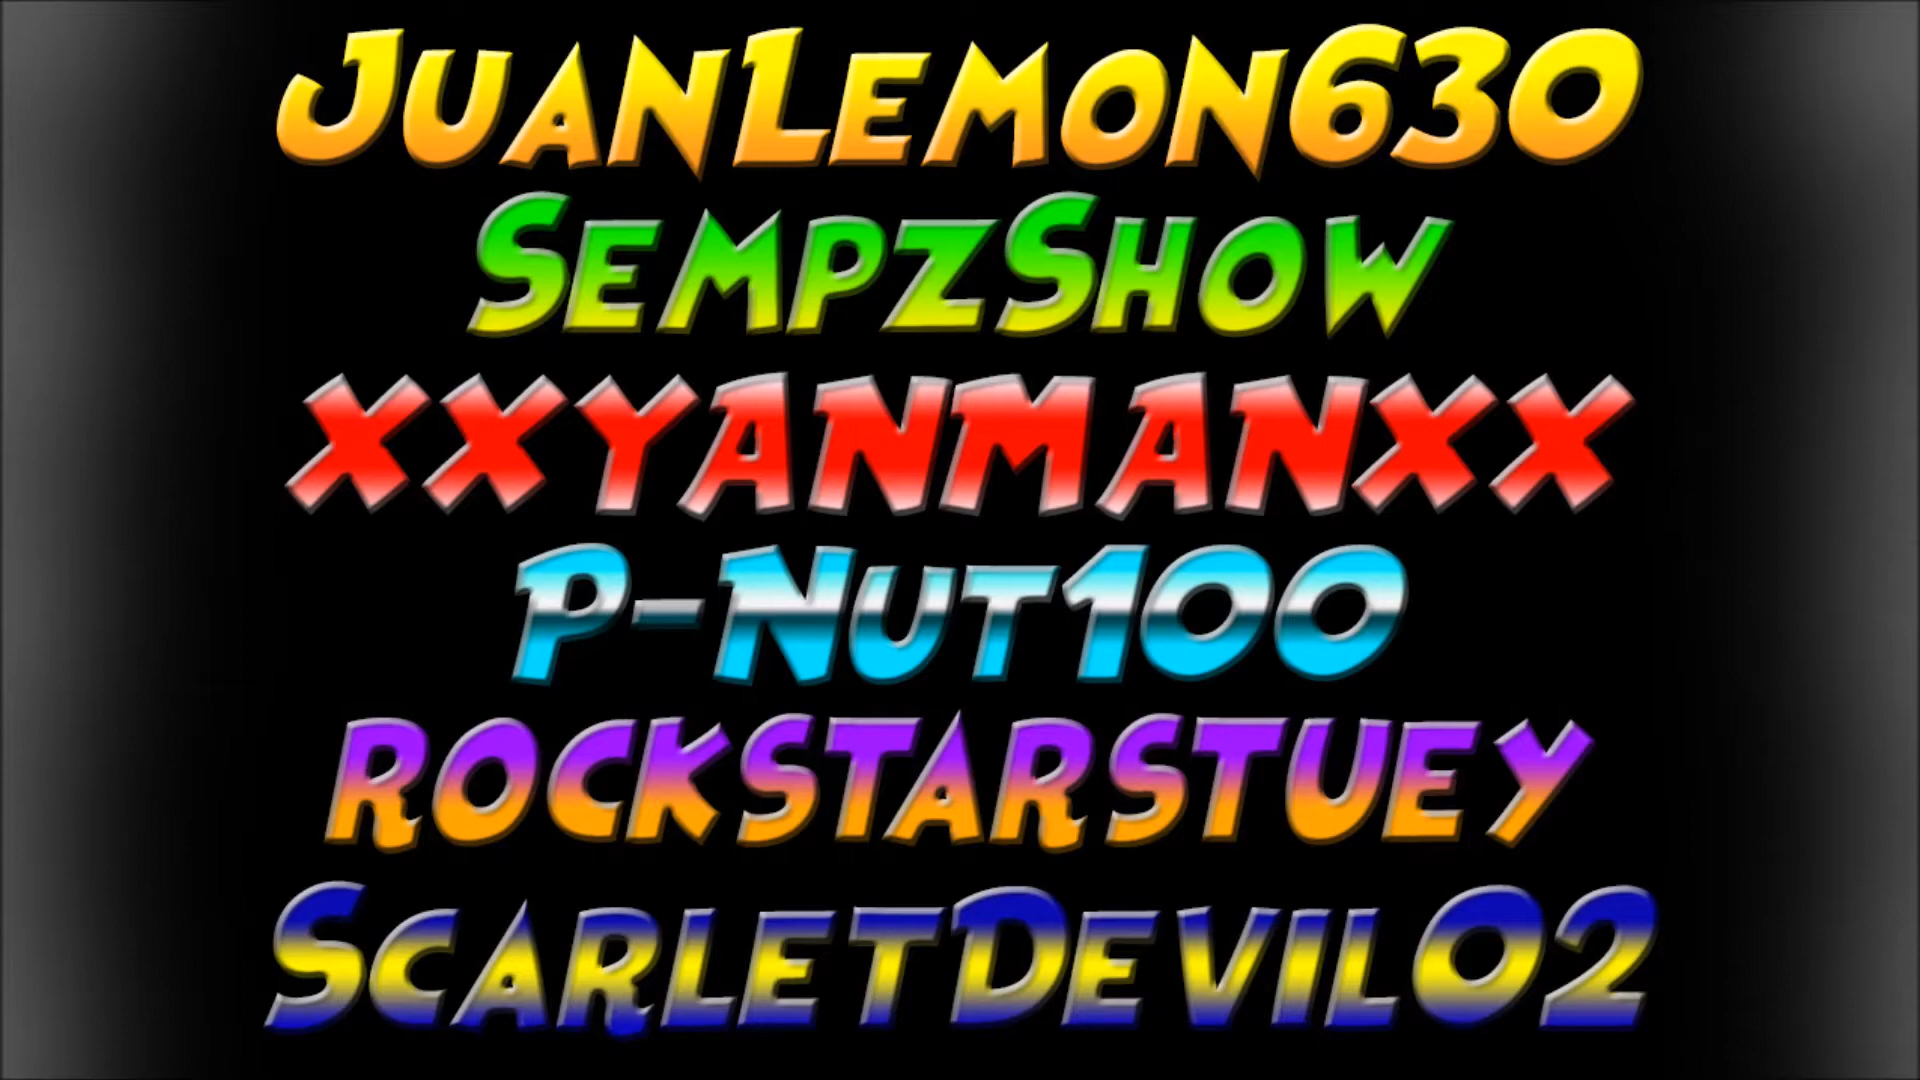 JuanLemon630
SempzShow
XXYANMANXX
P-Nut100
ROCKSTARSTUEY
ScarletDevil02